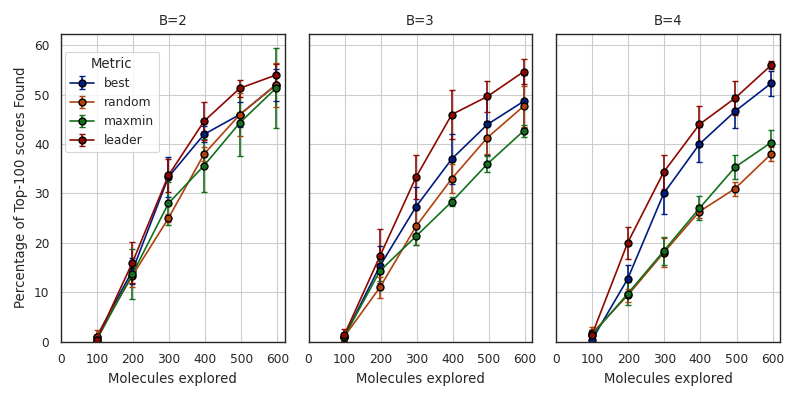 B=2
B=3
B=4
Percentage of Top-100 scores Found
60
50
40
30
20
10
0
Metric
best
random
maxmin
leader
0 100 200 300 400 500 600
0 100 200 300 400 500 600
0 100 200 300 400 500 600
Molecules explored
Molecules explored
Molecules explored